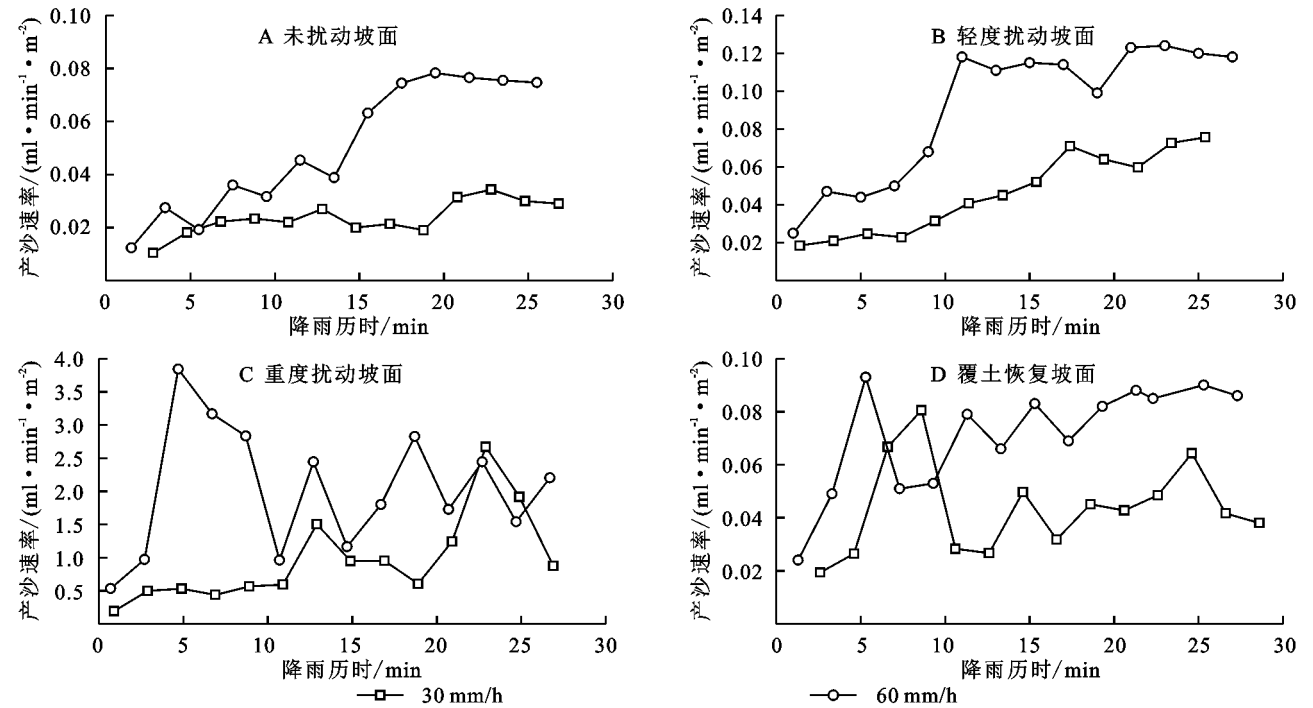 A 未扰动坡面
产沙速率/(ml·min⁻¹·m⁻²)
0.10
0.08
0.06
0.04
0.02
0 5 10 15 20 25 30
降雨历时/min
B 轻度扰动坡面
产沙速率/(ml·min⁻¹·m⁻²)
0.14
0.12
0.10
0.08
0.06
0.04
0.02
0 5 10 15 20 25 30
降雨历时/min
C 重度扰动坡面
产沙速率/(ml·min⁻¹·m⁻²)
4.0
3.5
3.0
2.5
2.0
1.5
1.0
0.5
0 5 10 15 20 25 30
降雨历时/min
D 覆土恢复坡面
产沙速率/(ml·min⁻¹·m⁻²)
0.10
0.08
0.06
0.04
0.02
0 5 10 15 20 25 30
降雨历时/min
30 mm/h
60 mm/h